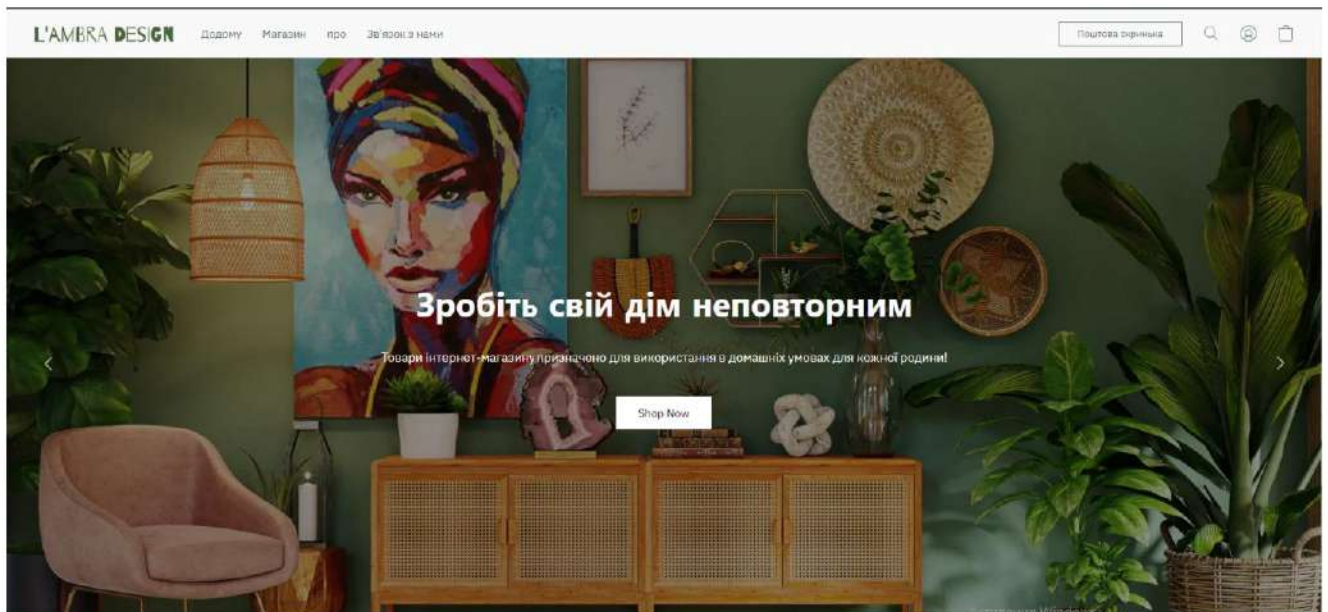 L'AMBRA DESIGN
Додому Магазин про Зв'язок з нами
Поштова скринька
Зробіть свій дім неповторним
Товари інтернет-магазину призначено для використання в домашніх умовах для кожної родини!
Shop Now